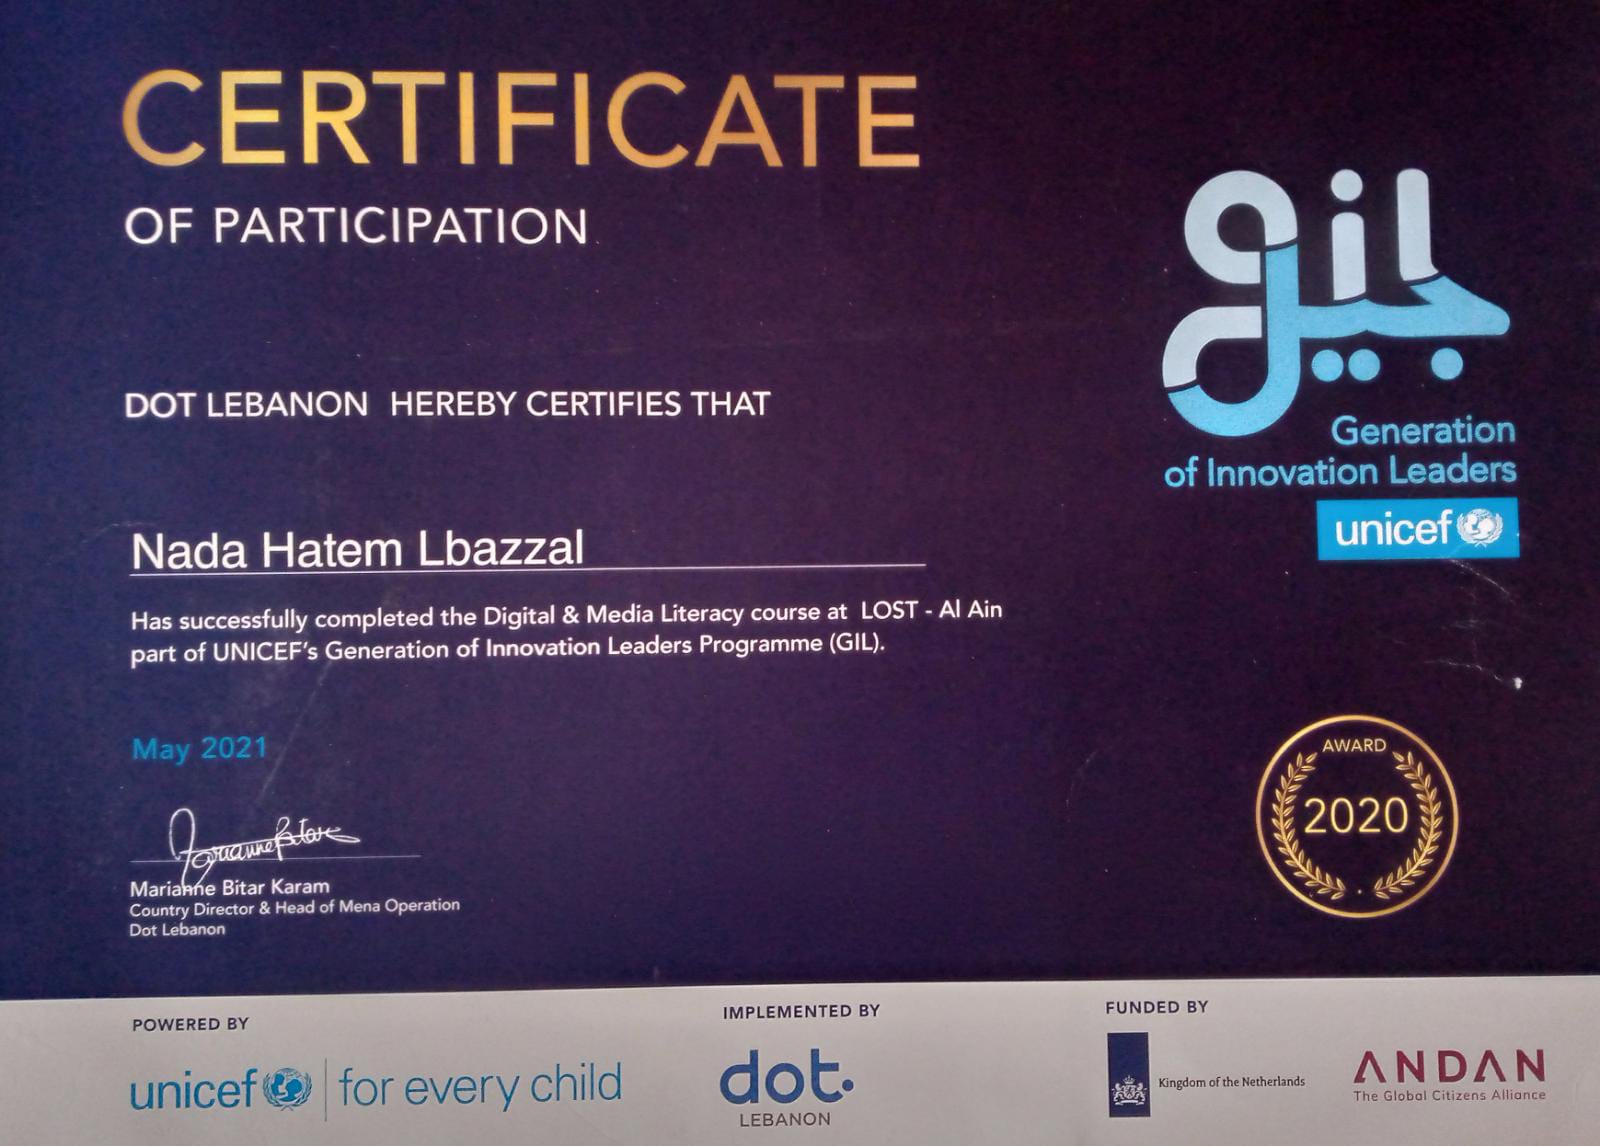 CERTIFICATE
OF PARTICIPATION
DOT LEBANON HEREBY CERTIFIES THAT
Nada Hatem Lbazzal
Has successfully completed the Digital & Media Literacy course at LOST - Al Ain
part of UNICEF's Generation of Innovation Leaders Programme (GIL).
May 2021
Marianne Bitar
Marianne Bitar Karam
Country Director & Head of Mena Operation
Dot Lebanon
gil
جيل
Generation
of Innovation Leaders
unicef
AWARD
2020
POWERED BY
unicef for every child
IMPLEMENTED BY
dot.
LEBANON
FUNDED BY
Kingdom of the Netherlands
ANDAN
The Global Citizens Alliance